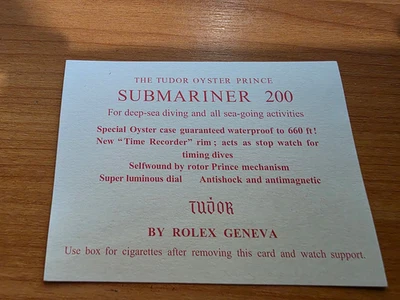 THE TUDOR OYSTER PRINCE
SUBMARINER 200
For deep-sea diving and all sea-going activities
Special Oyster case guaranteed waterproof to 660 ft!
New "Time Recorder" rim; acts as stop watch for
timing dives
Selfwound by rotor Prince mechanism
Super luminous dial Antishock and antimagnetic
TUDOR
BY ROLEX GENEVA
Use box for cigarettes after removing this card and watch support.